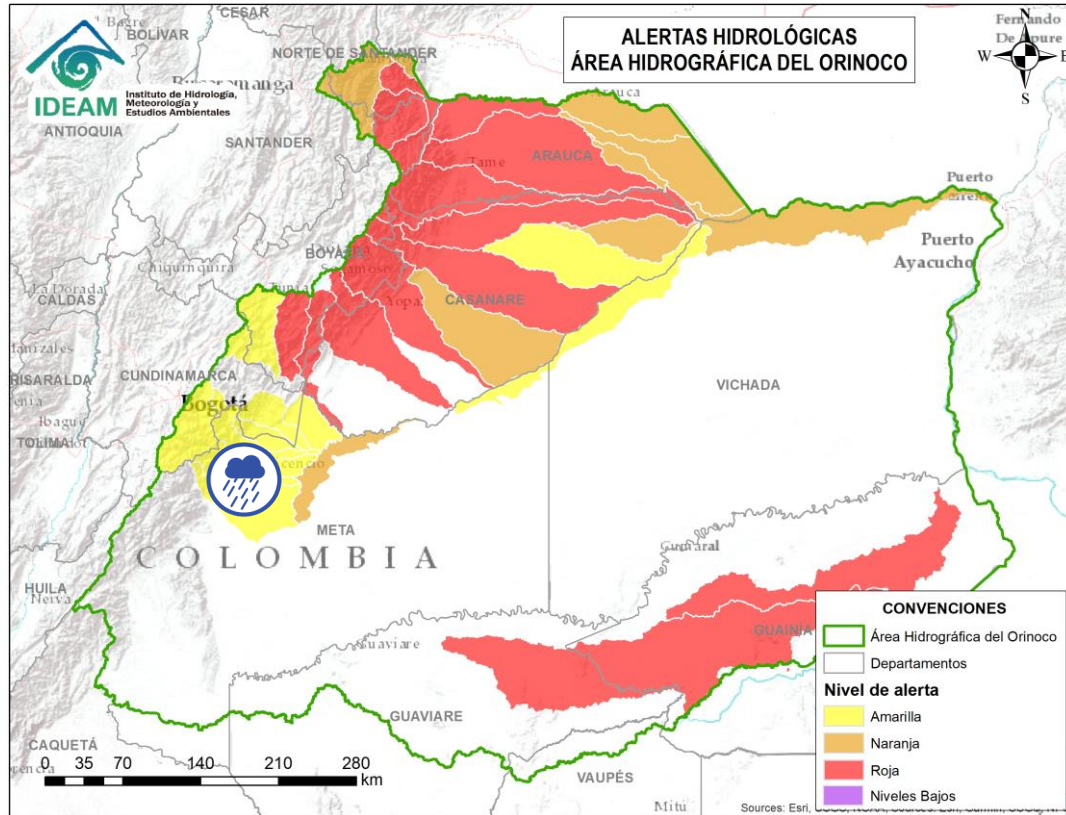 ALERTAS HIDROLÓGICAS
ÁREA HIDROGRÁFICA DEL ORINOCO
N
W
E
S
IDEAM
Instituto de Hidrología,
Meteorología y
Estudios Ambientales
CESAR
BOLÍVAR
NORTE DE SANTANDER
ANTIOQUIA
SANTANDER
Fernando
De Apure
Arauca
ARAUCA
Tame
Puerto
Puerto
Ayacucho
BOYACÁ
Chiquinquira
La Dorada
CALDAS
Tunja
Yopal
CASANARE
VICHADA
RISARALDA
CUNDINAMARCA
Bogotá
Ibague
TOLIMA
META
COLOMBIA
HUILA
Neiva
Guaviare
GUAVIARE
GUAINÍA
CAQUETÁ
VAUPÉS
Mitú
CONVENCIONES
Área Hidrográfica del Orinoco
Departamentos
Nivel de alerta
Amarilla
Naranja
Roja
Niveles Bajos
0 35 70 140 210 280
km
Sources: Esri,